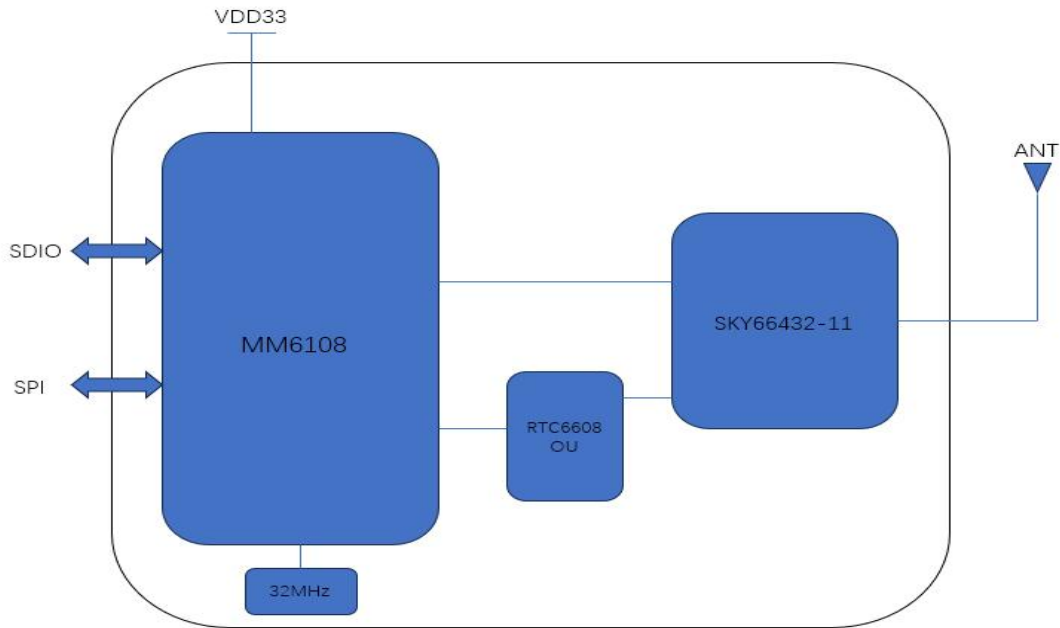 VDD33
ANT
SDIO
SKY66432-11
MM6108
SPI
RTC6608
OU
32MHz